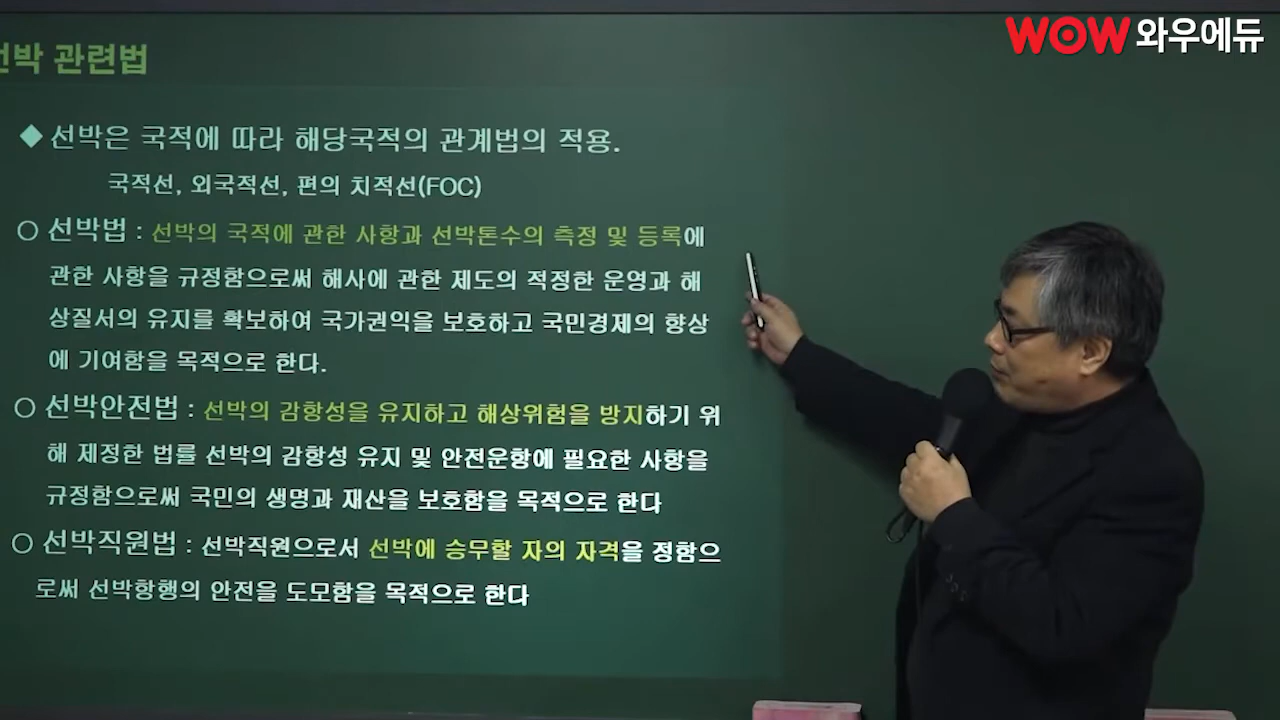 WOW 와우에듀
선박 관련법
◆ 선박은 국적에 따라 해당국적의 관계법의 적용.
국적선, 외국적선, 편의 치적선(FOC)
○ 선박법 : 선박의 국적에 관한 사항과 선박톤수의 측정 및 등록에
관한 사항을 규정함으로써 해사에 관한 제도의 적정한 운영과 해
상질서의 유지를 확보하여 국가권익을 보호하고 국민경제의 향상
에 기여함을 목적으로 한다.
○ 선박안전법 : 선박의 감항성을 유지하고 해상위험을 방지하기 위
해 제정한 법률 선박의 감항성 유지 및 안전운항에 필요한 사항을
규정함으로써 국민의 생명과 재산을 보호함을 목적으로 한다
○ 선박직원법 : 선박직원으로서 선박에 승무할 자의 자격을 정함으
로써 선박항행의 안전을 도모함을 목적으로 한다